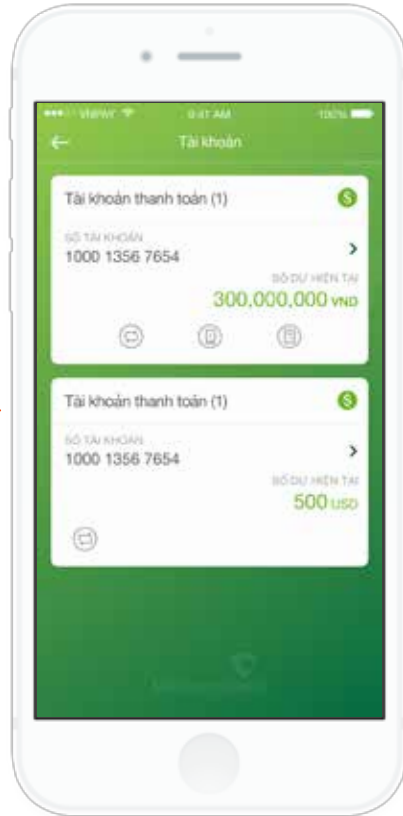 9:41 AM 100%
Tài khoản
Tài khoản thanh toán (1)
SỐ TÀI KHOẢN
1000 1356 7654
SỐ DƯ HIỆN TẠI
300,000,000 VND
Tài khoản thanh toán (1)
SỐ TÀI KHOẢN
1000 1356 7654
SỐ DƯ HIỆN TẠI
500 USD